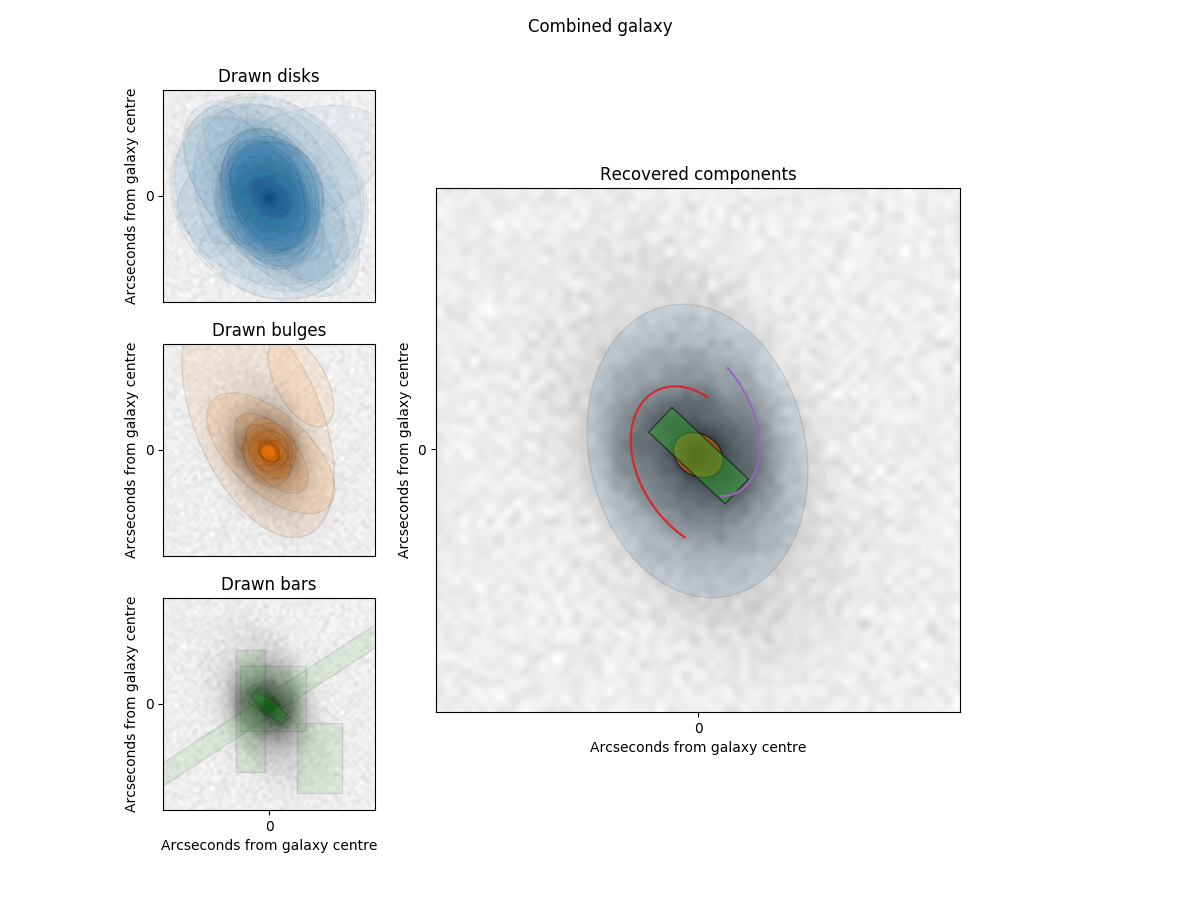 Combined galaxy
Drawn disks
Arcseconds from galaxy centre
0
Drawn bulges
Arcseconds from galaxy centre
0
Drawn bars
Arcseconds from galaxy centre
0
0
Arcseconds from galaxy centre
Recovered components
Arcseconds from galaxy centre
0
0
Arcseconds from galaxy centre